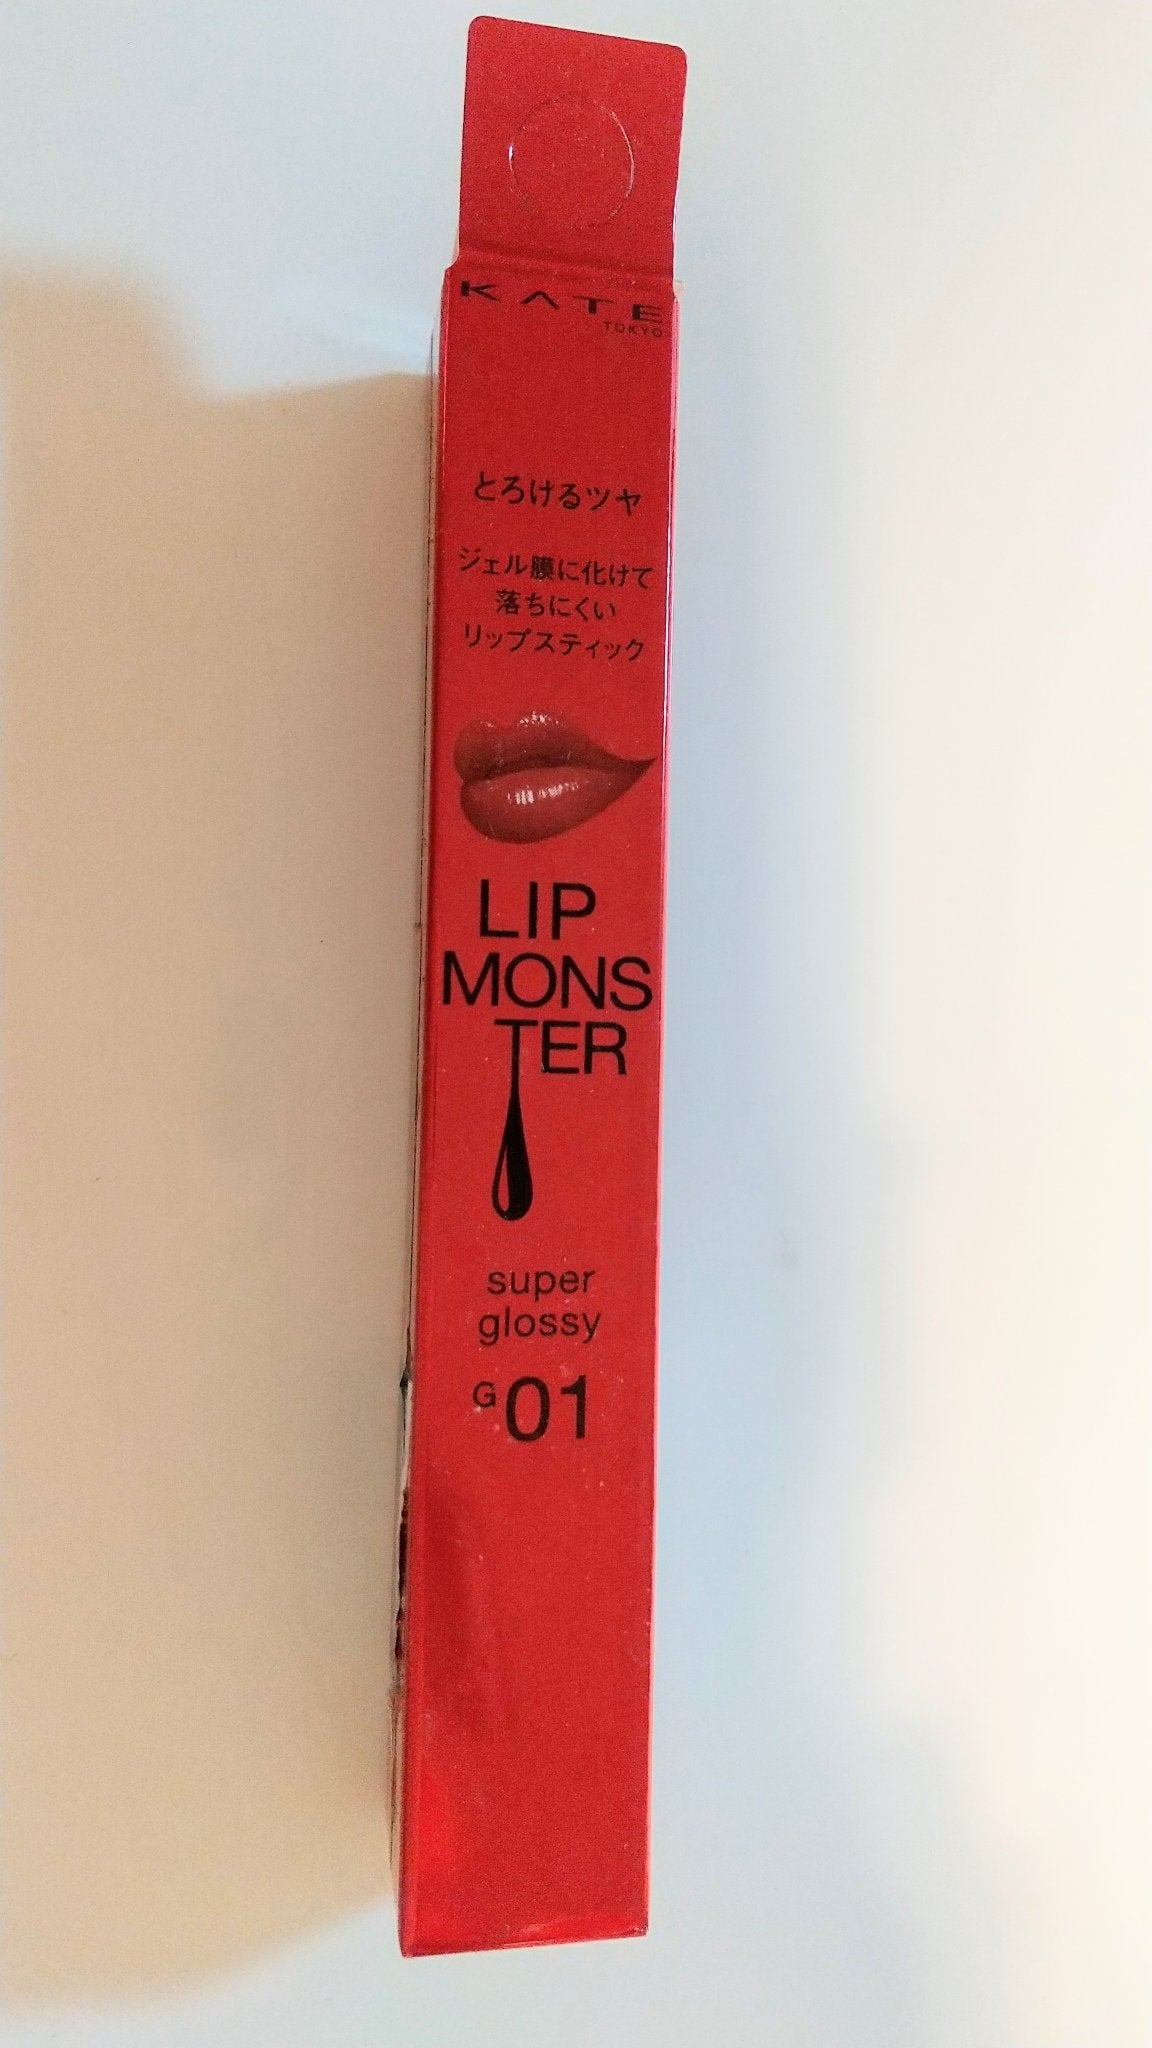 KATE
TOKYO
とろけるツヤ
ジェル膜に化けて
落ちにくい
リップスティック
LIP
MONS
TER
super
glossy
G 01